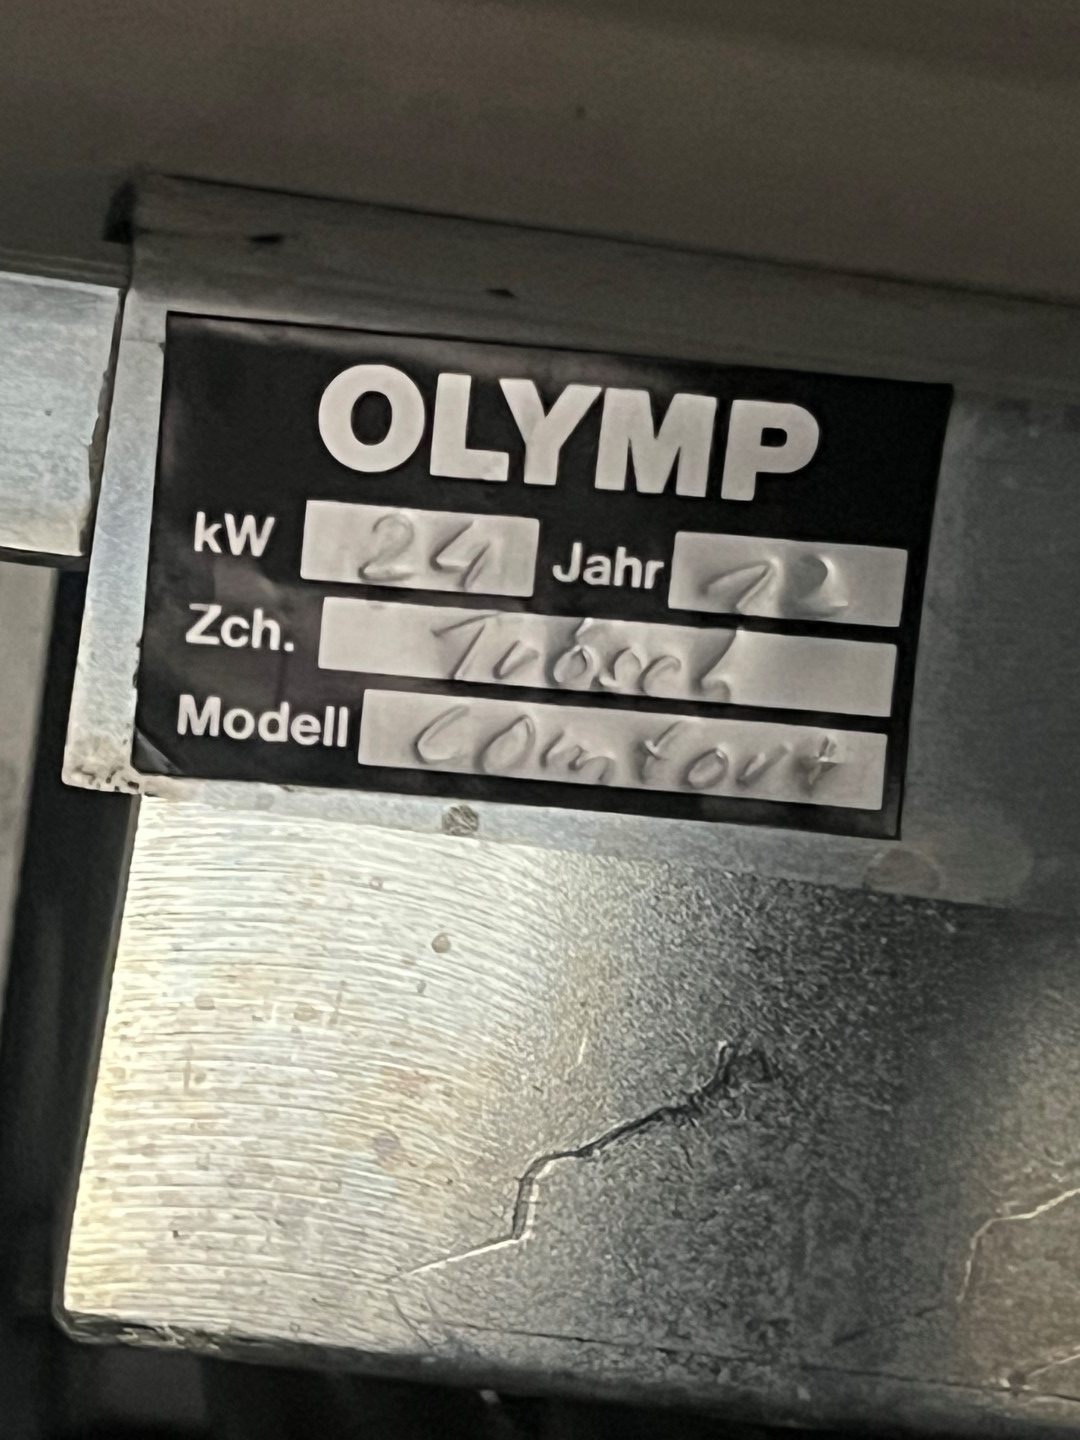 OLYMP
kW 24 Jahr 12
Zch.
Modell Comfort